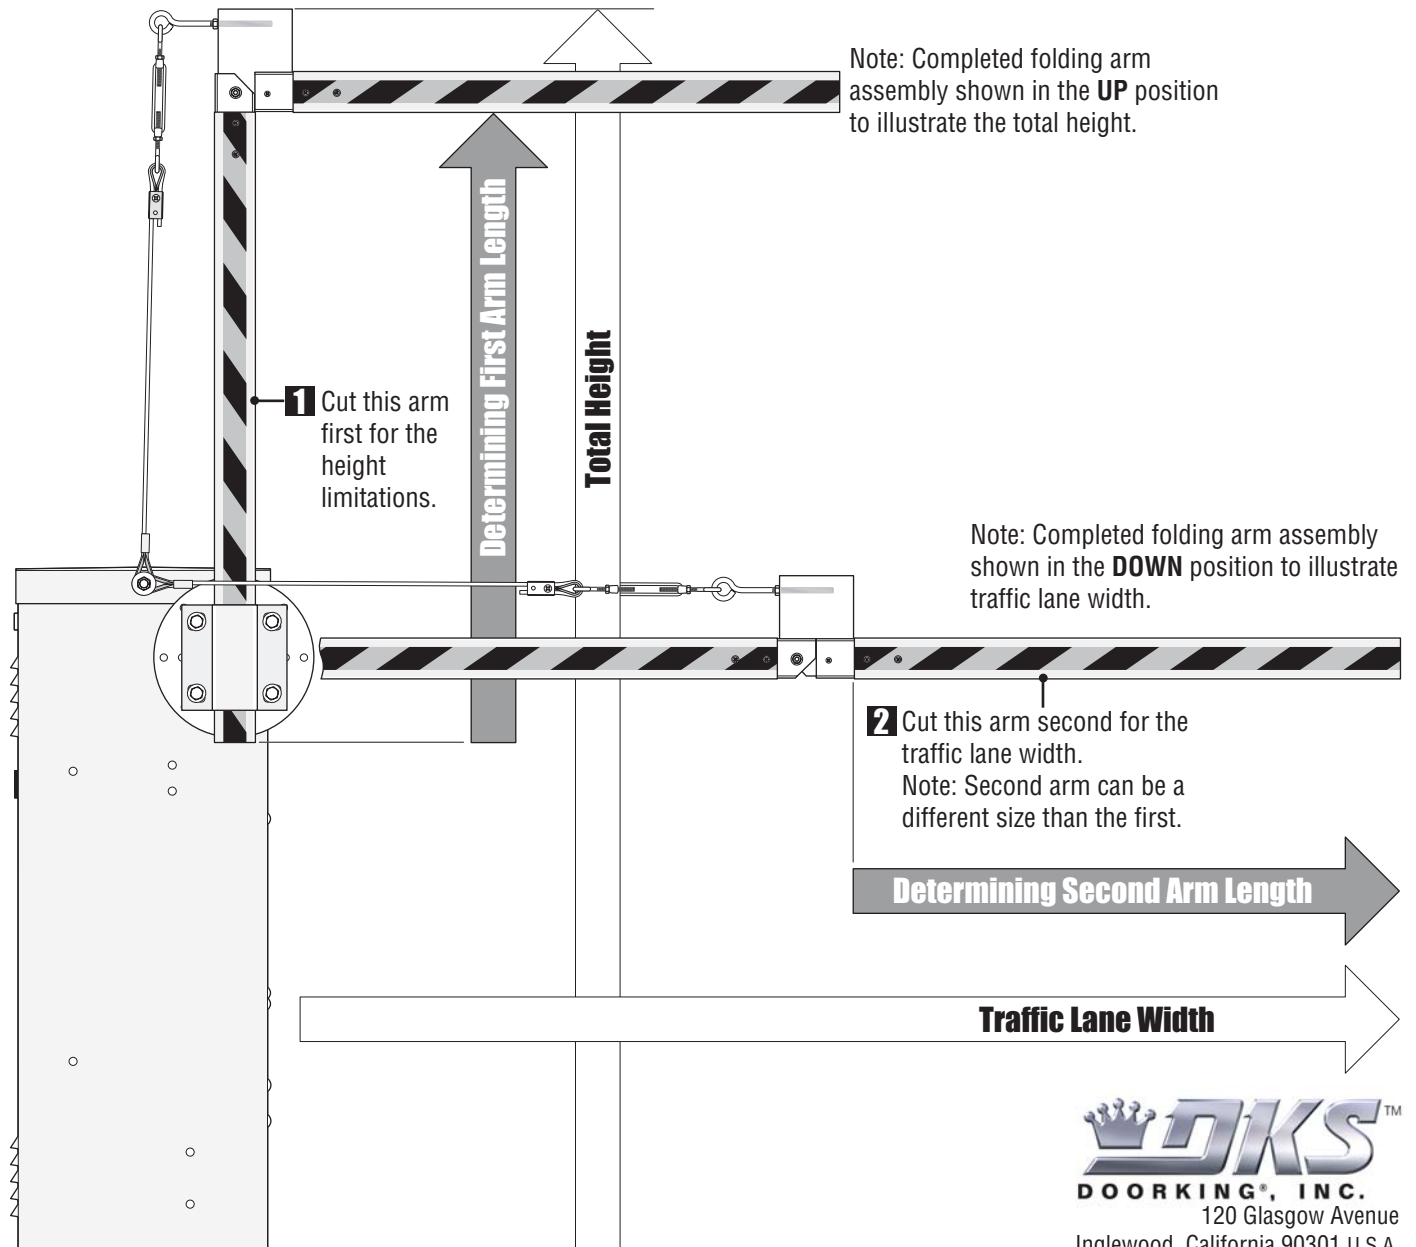 Note: Completed folding arm
assembly shown in the UP position
to illustrate the total height.
Determining First Arm Length
Total Height
1 Cut this arm
first for the
height
limitations.
Note: Completed folding arm assembly
shown in the DOWN position to illustrate
traffic lane width.
2 Cut this arm second for the
traffic lane width.
Note: Second arm can be a
different size than the first.
Determining Second Arm Length
Traffic Lane Width
DKS™
DOORKING®, INC.
120 Glasgow Avenue
Inglewood, California 90301 U.S.A.